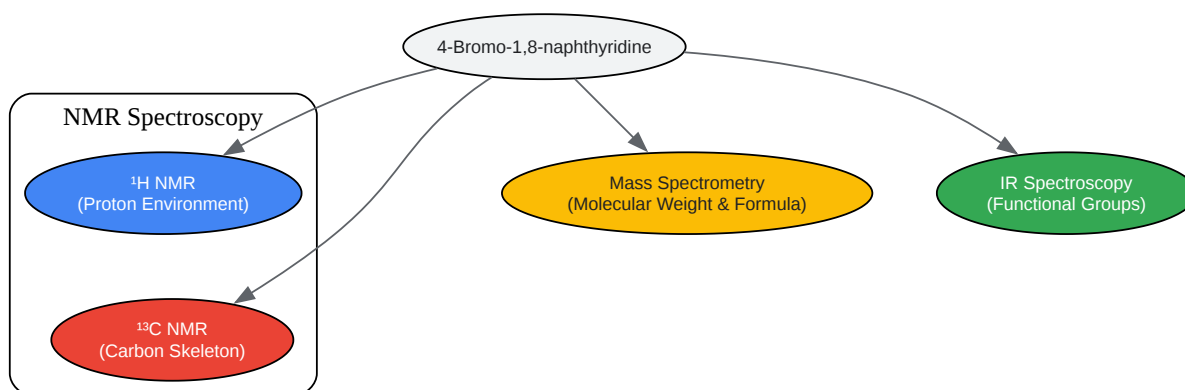 4-Bromo-1,8-naphthyridine
NMR Spectroscopy
¹H NMR
(Proton Environment)
Mass Spectrometry
(Molecular Weight & Formula)
IR Spectroscopy
(Functional Groups)
¹³C NMR
(Carbon Skeleton)